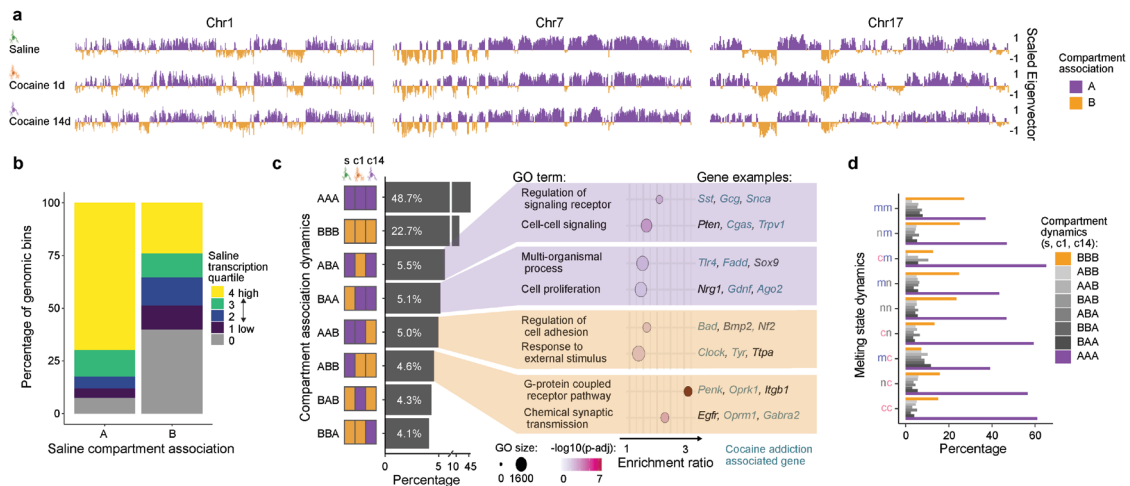 a
Chr1
Chr7
Chr17
Saline
Cocaine 1d
Cocaine 14d
1
-1
1
-1
1
-1
Scaled Eigenvector
Compartment
association
A
B
b
Percentage of genomic bins
100
75
50
25
0
A
B
Saline compartment association
Saline
transcription
quartile
4 high
3
2
1 low
0
c
s c1 c14
Compartment association dynamics
AAA
48.7%
BBB
22.7%
ABA
5.5%
BAA
5.1%
AAB
5.0%
ABB
4.6%
BAB
4.3%
BBA
4.1%
0
5
10
45
Percentage
GO term:
Gene examples:
Regulation of
signaling receptor
Sst, Gcg, Snca
Cell-cell signaling
Pten, Cgas, Trpv1
Multi-organismal
process
Tlr4, Fadd, Sox9
Cell proliferation
Nrg1, Gdnf, Ago2
Regulation of
cell adhesion
Bad, Bmp2, Nf2
Response to
external stimulus
Clock, Tyr, Ttpa
G-protein coupled
receptor pathway
Penk, Oprk1, Itgb1
Chemical synaptic
transmission
Egfr, Oprm1, Gabra2
GO size:
0 1600
-log10(p-adj):
0
7
1
3
Enrichment ratio
Cocaine addiction
associated gene
d
Melting state dynamics
mm
nm
cm
mn
nn
cn
mc
nc
cc
0
20
40
60
Percentage
Compartment
dynamics
(s, c1, c14):
BBB
ABB
AAB
BAB
ABA
BBA
BAA
AAA